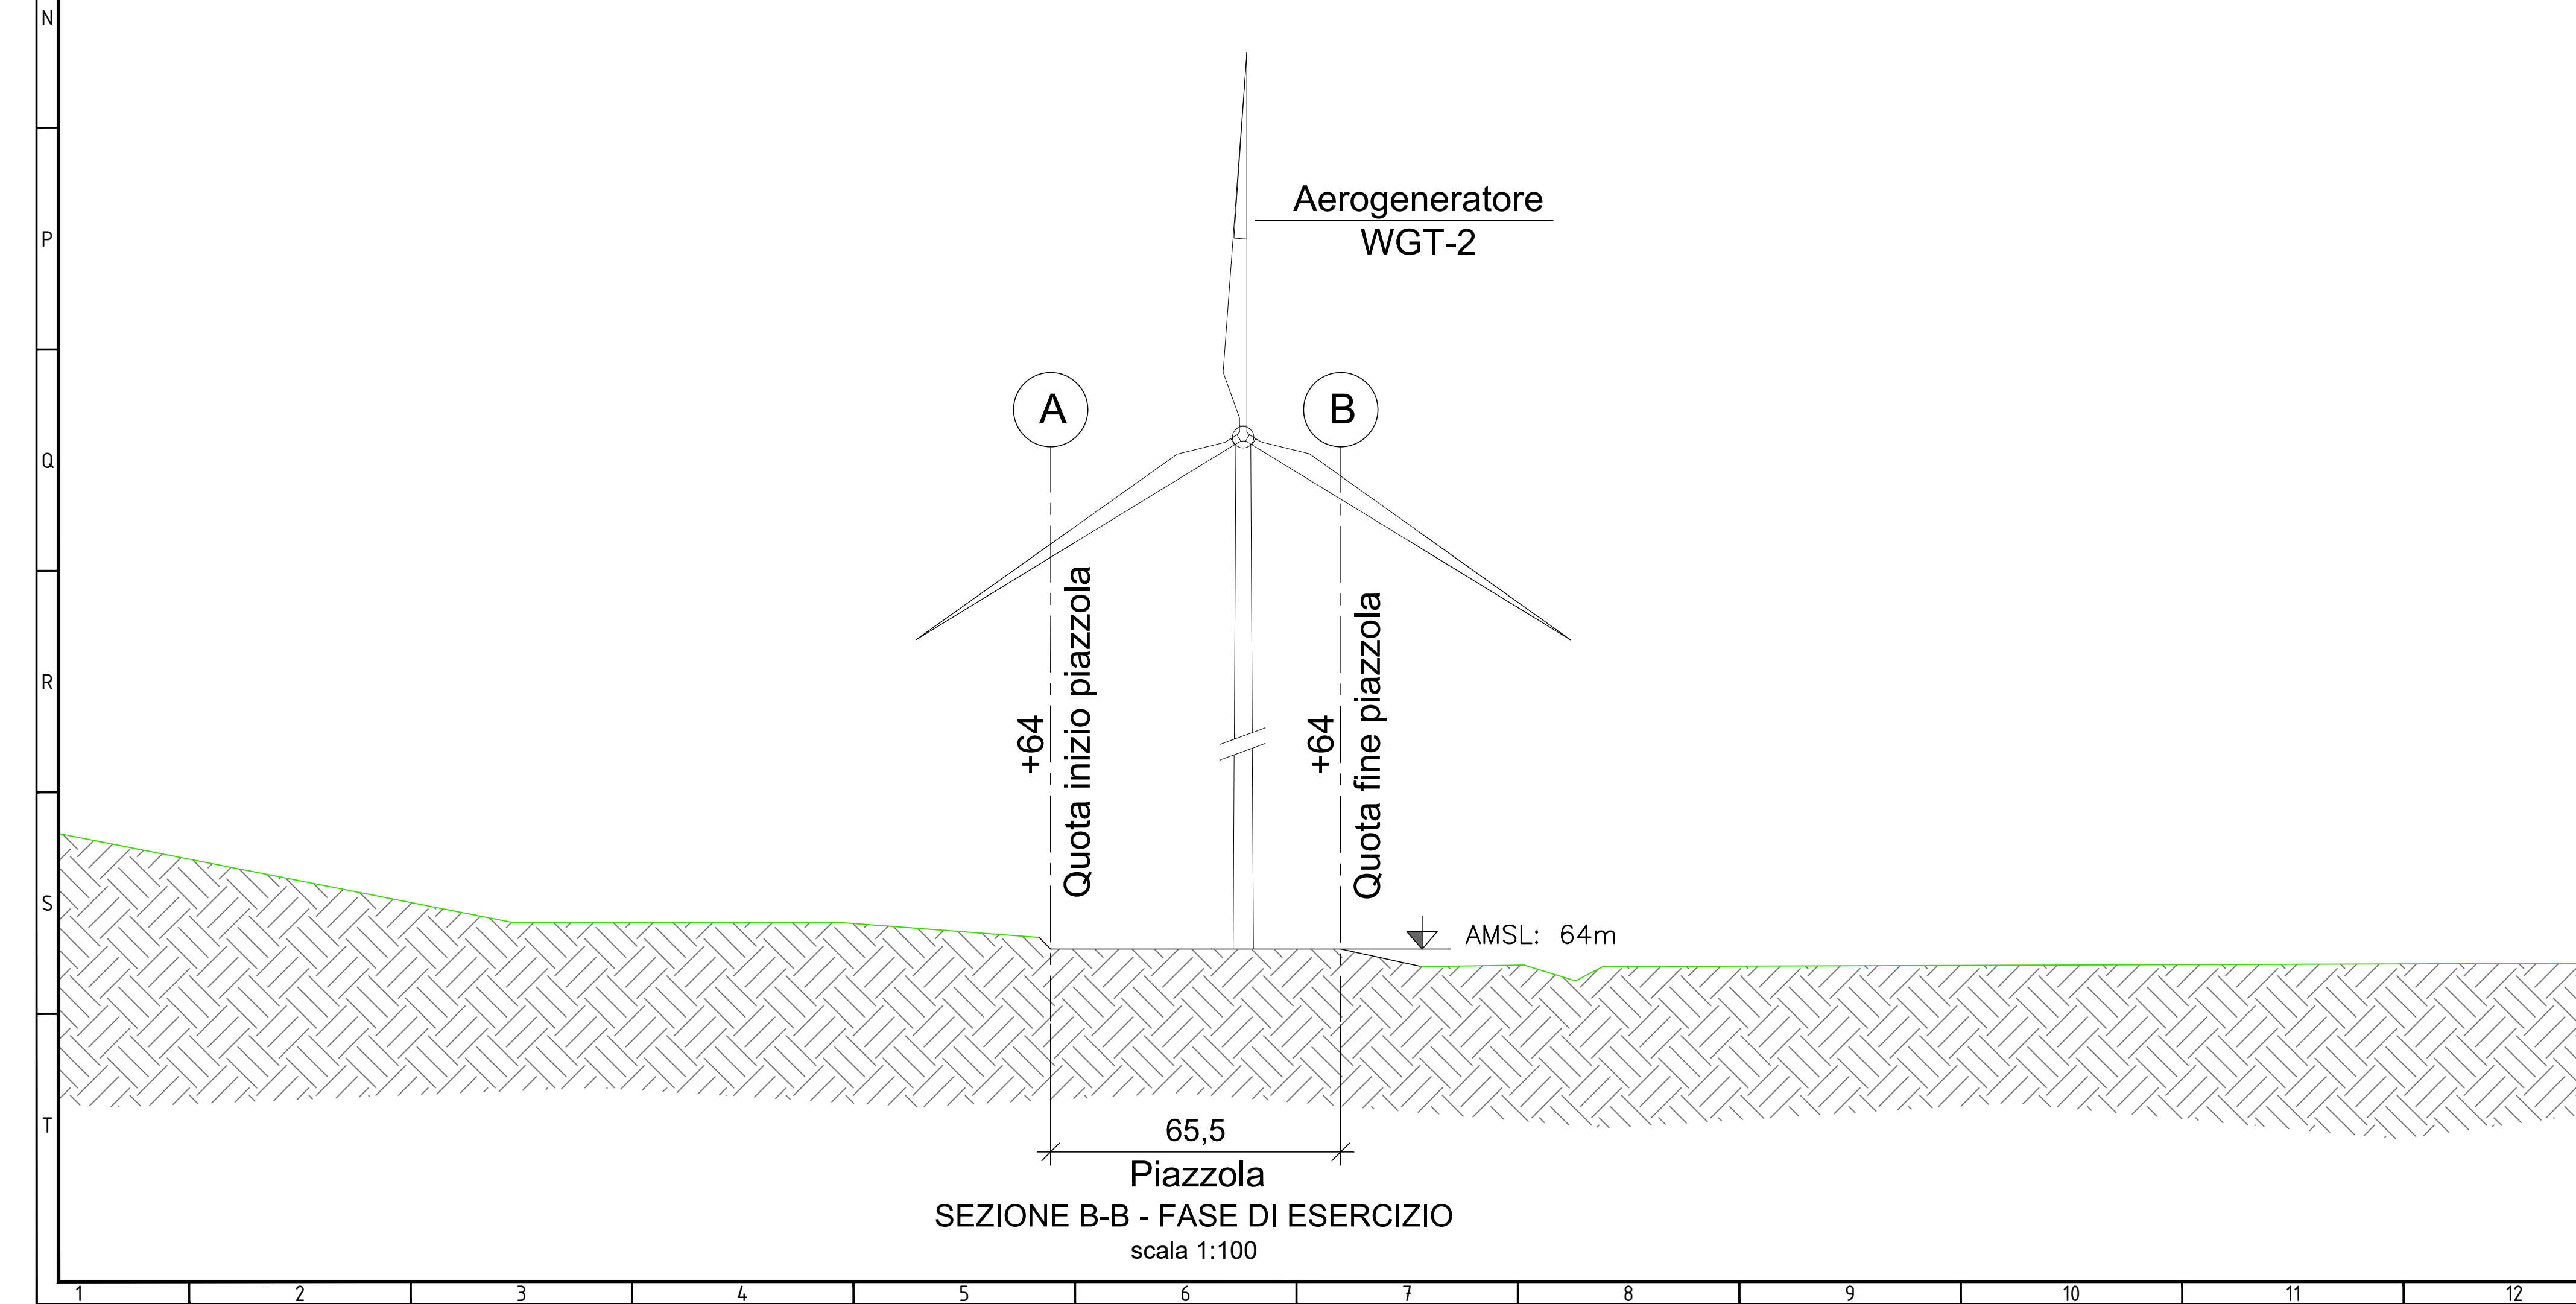 N
P
Q
R
S
T
Aerogeneratore
WGT-2
A
B
+64
Quota inizio piazzola
+64
Quota fine piazzola
AMSL: 64m
65,5
Piazzola
SEZIONE B-B - FASE DI ESERCIZIO
scala 1:100
1 2 3 4 5 6 7 8 9 10 11 12